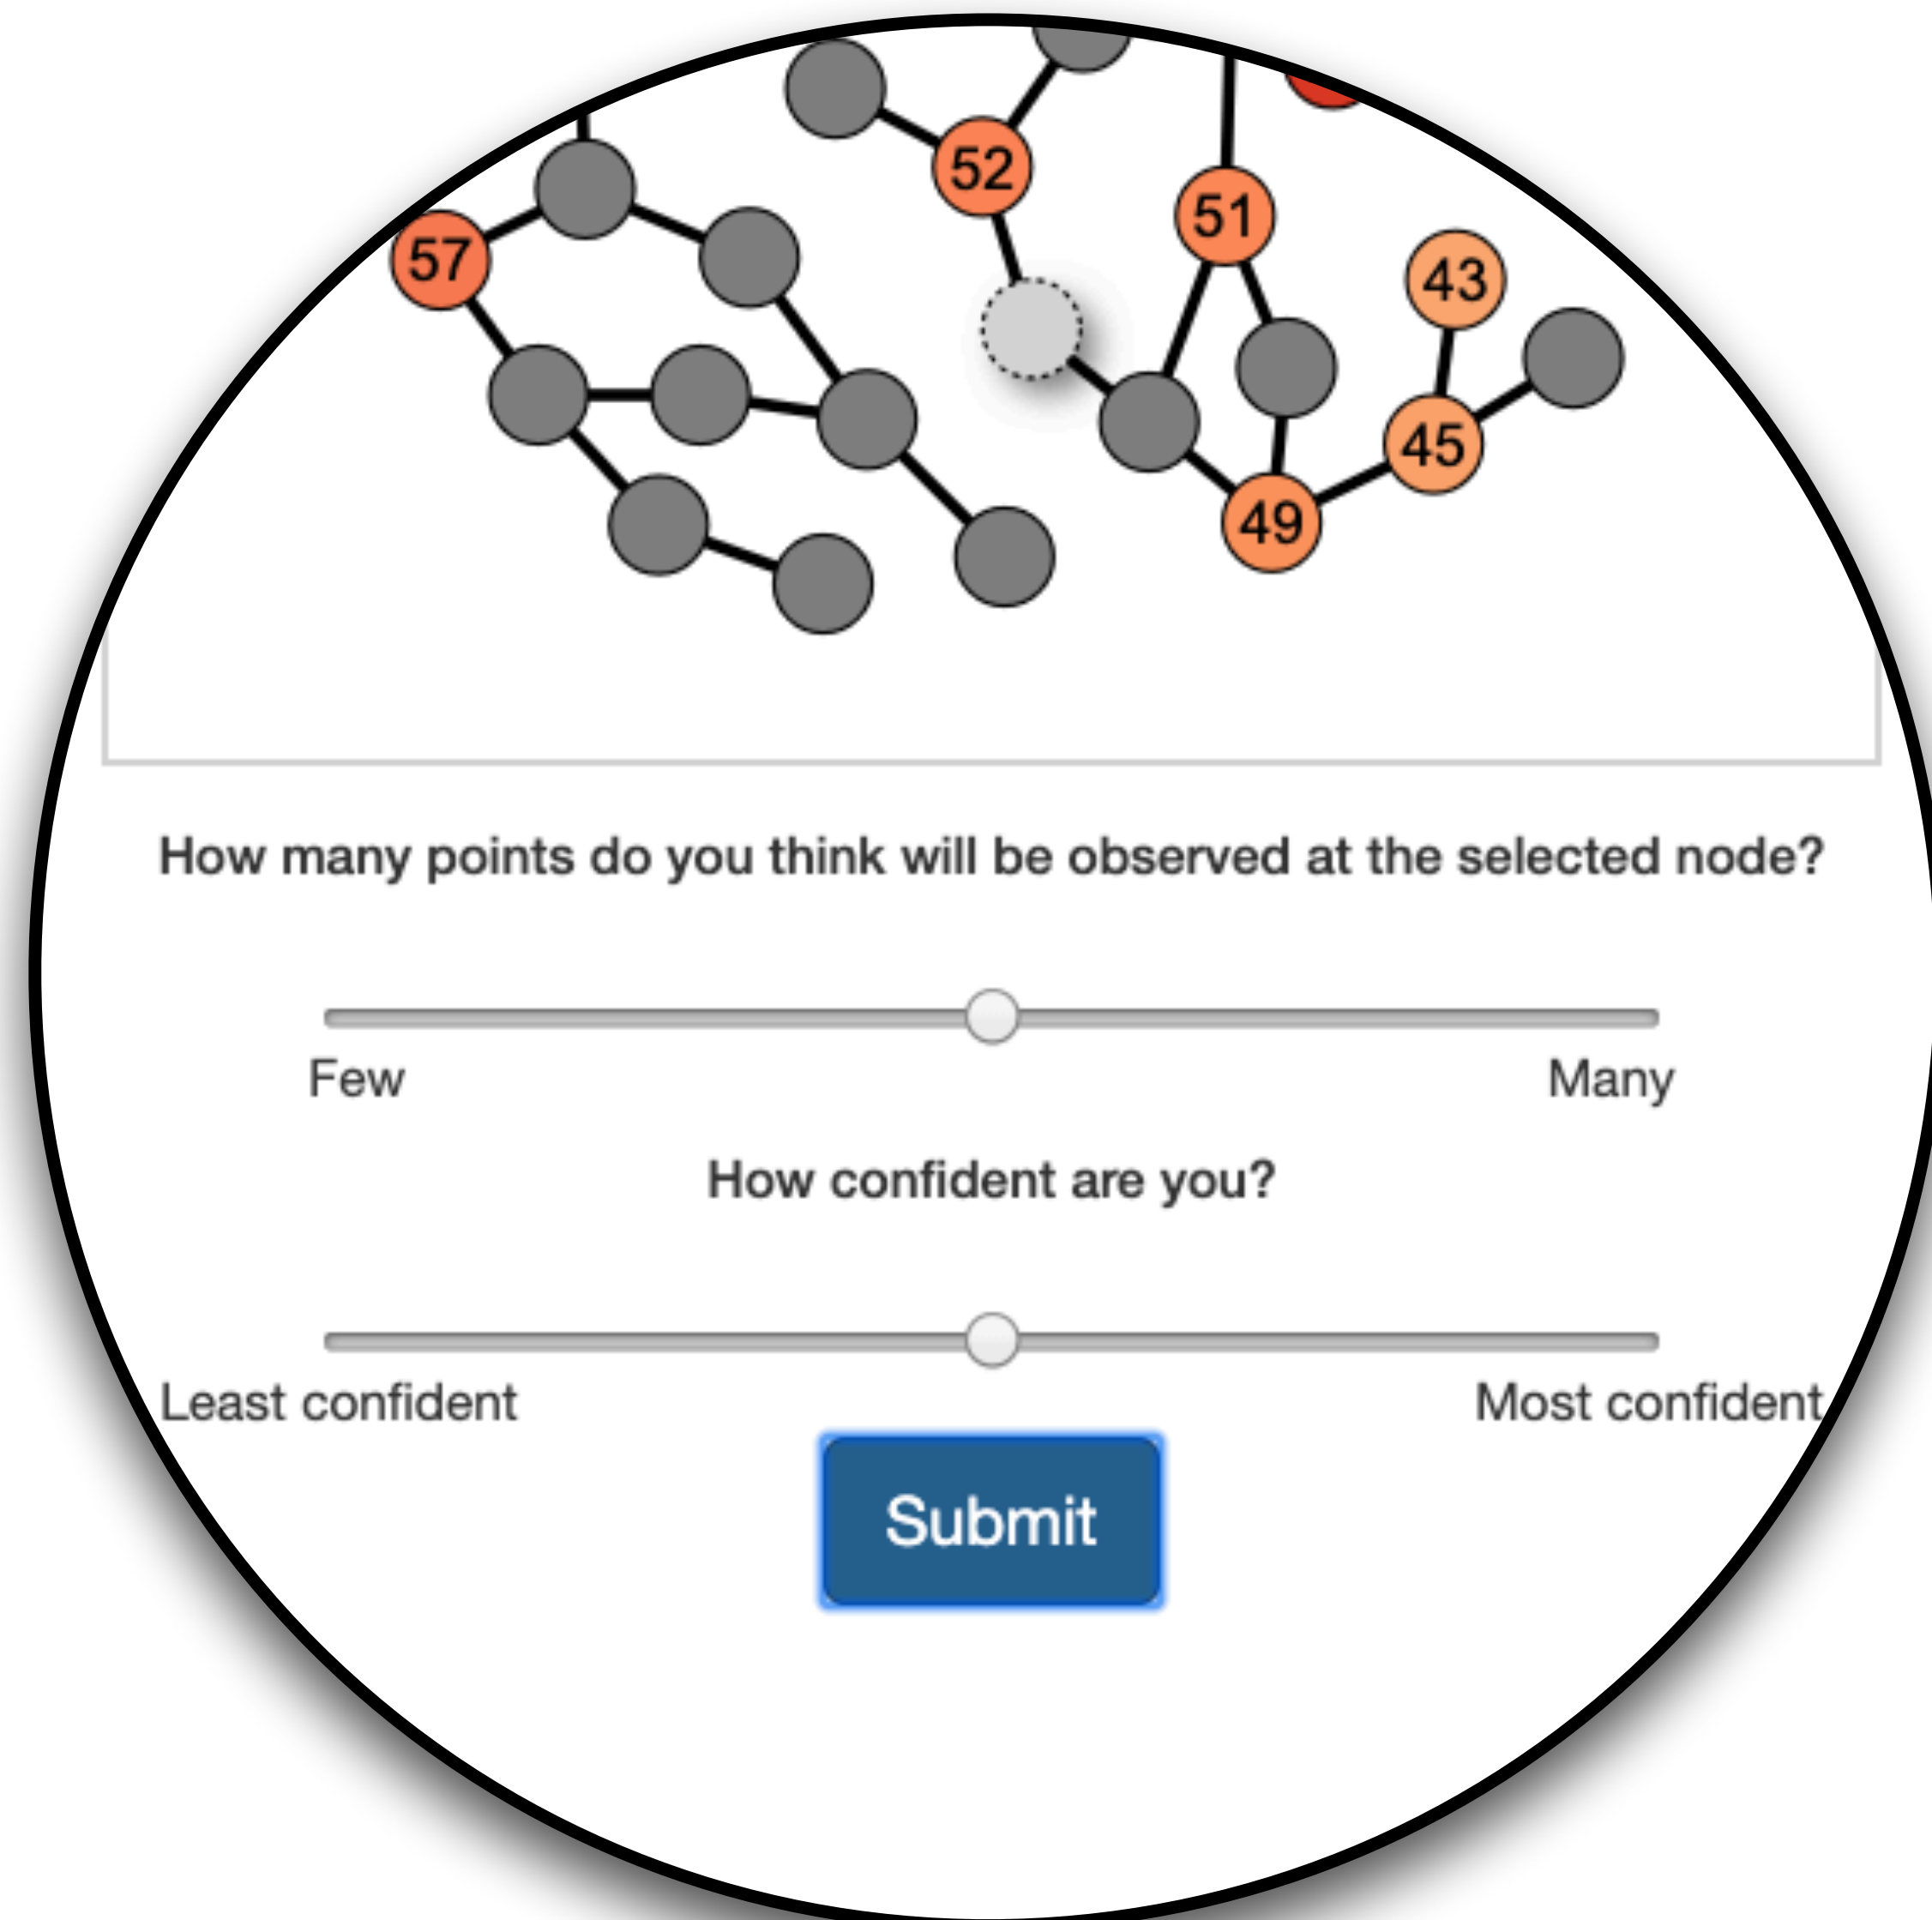 52
51
57
43
45
49
How many points do you think will be observed at the selected node?
Few Many
How confident are you?
Least confident Most confident
Submit